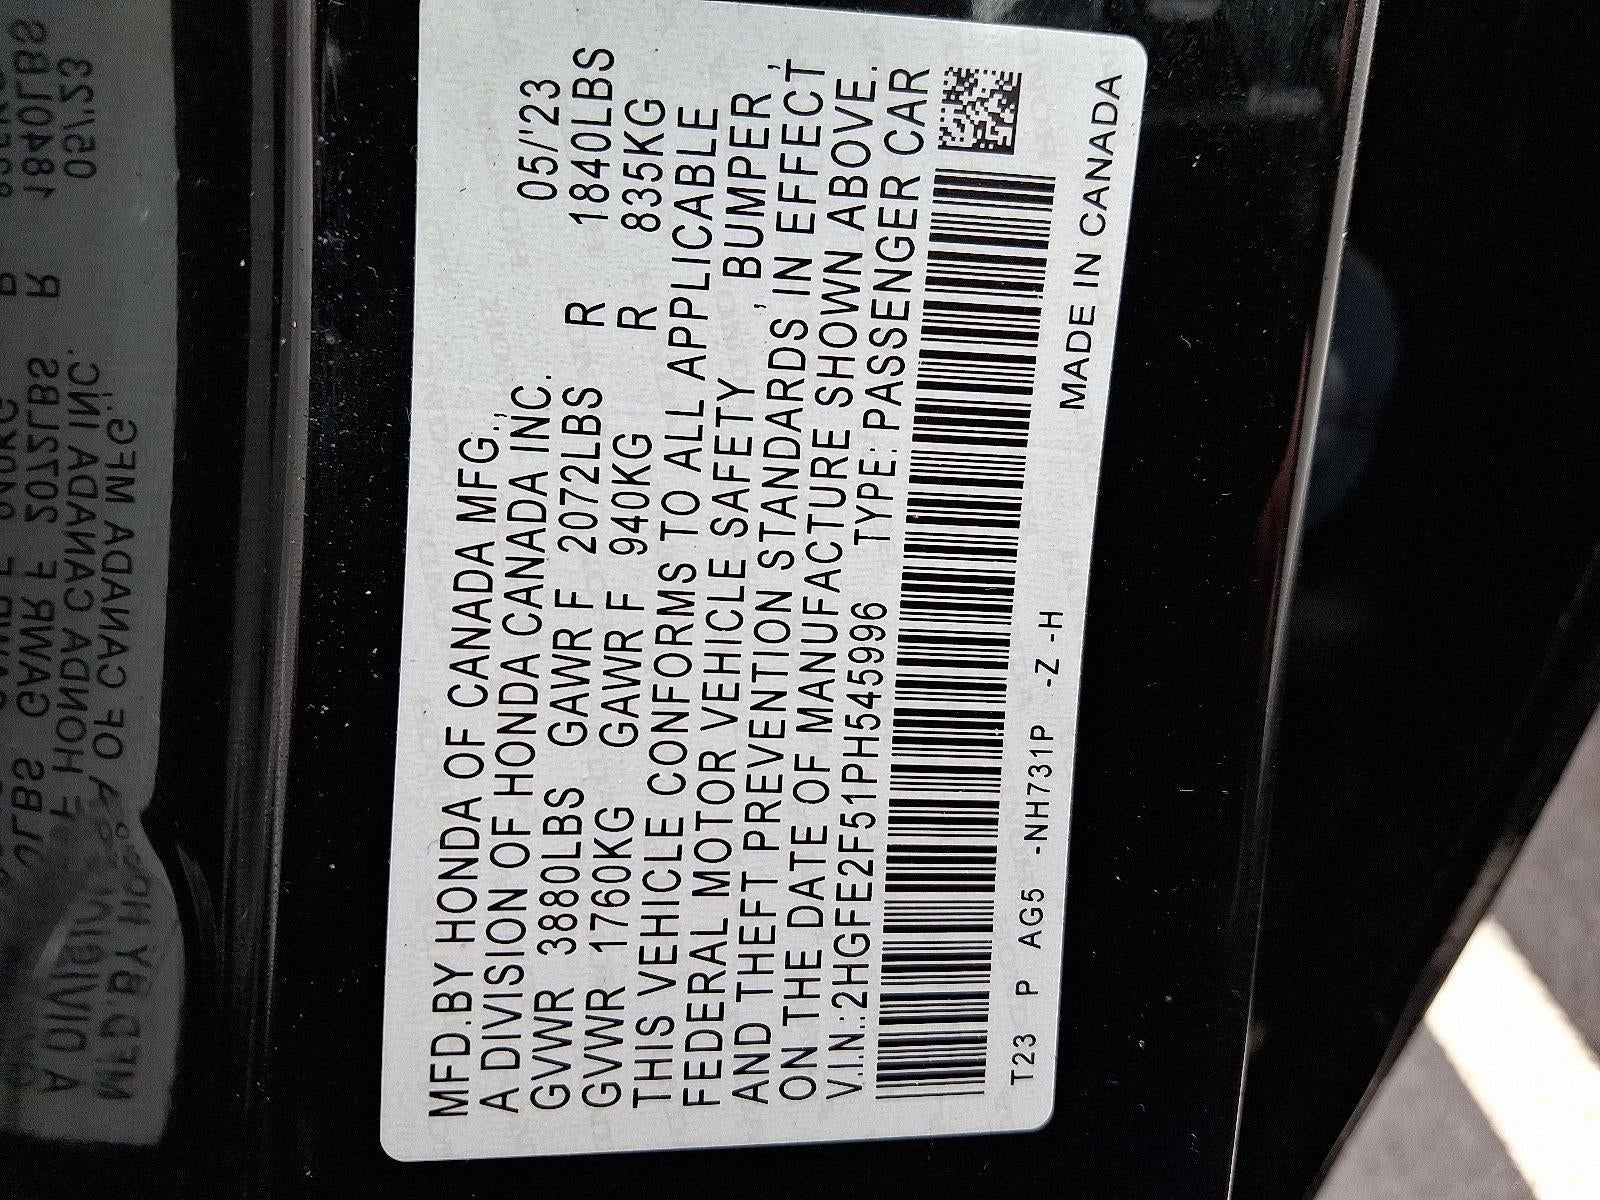 MFD.BY HONDA OF CANADA MFG.,
A DIVISION OF HONDA CANADA INC. 05/'23
GVWR 3880LBS GAWR F 2072LBS R 1840LBS
GVWR 1760KG GAWR F 940KG R 835KG
THIS VEHICLE CONFORMS TO ALL APPLICABLE
FEDERAL MOTOR VEHICLE SAFETY, BUMPER,
AND THEFT PREVENTION STANDARDS IN EFFECT
ON THE DATE OF MANUFACTURE SHOWN ABOVE.
V.I.N.:2HGFE2F51PH545996 TYPE: PASSENGER CAR
T23 P AG5 -NH731P -Z -H MADE IN CANADA